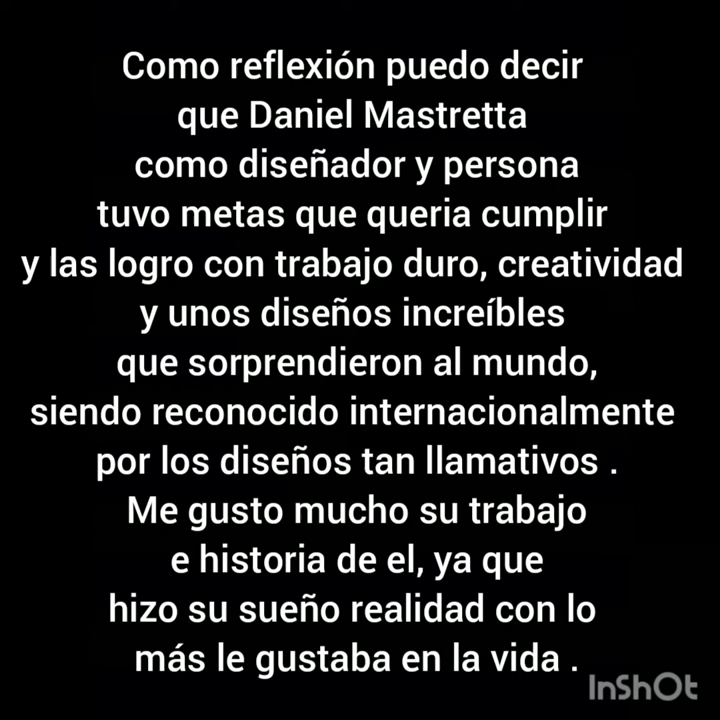 Como reflexión puedo decir
que Daniel Mastretta
como diseñador y persona
tuvo metas que queria cumplir
y las logro con trabajo duro, creatividad
y unos diseños increíbles
que sorprendieron al mundo,
siendo reconocido internacionalmente
por los diseños tan llamativos .
Me gusto mucho su trabajo
e historia de el, ya que
hizo su sueño realidad con lo
más le gustaba en la vida .
InShOt